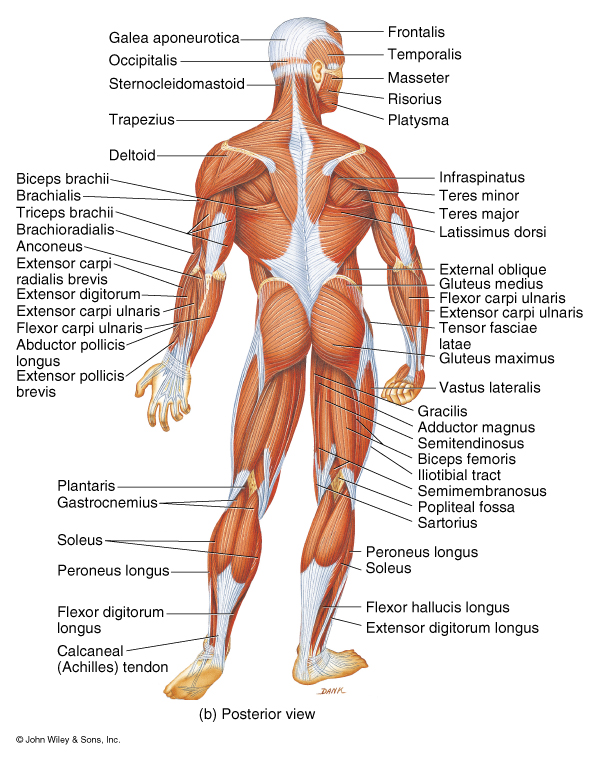 Galea aponeurotica
Occipitalis
Sternocleidomastoid
Trapezius
Deltoid
Biceps brachii
Brachialis
Triceps brachii
Brachioradialis
Anconeus
Extensor carpi
radialis brevis
Extensor digitorum
Extensor carpi ulnaris
Flexor carpi ulnaris
Abductor pollicis
longus
Extensor pollicis
brevis
Plantaris
Gastrocnemius
Soleus
Peroneus longus
Flexor digitorum
longus
Calcaneal
(Achilles) tendon
Frontalis
Temporalis
Masseter
Risorius
Platysma
Infraspinatus
Teres minor
Teres major
Latissimus dorsi
External oblique
Gluteus medius
Flexor carpi ulnaris
Extensor carpi ulnaris
Tensor fasciae
latae
Gluteus maximus
Vastus lateralis
Gracilis
Adductor magnus
Semitendinosus
Biceps femoris
Iliotibial tract
Semimembranosus
Popliteal fossa
Sartorius
Peroneus longus
Soleus
Flexor hallucis longus
Extensor digitorum longus
DANK
(b) Posterior view
© John Wiley & Sons, Inc.